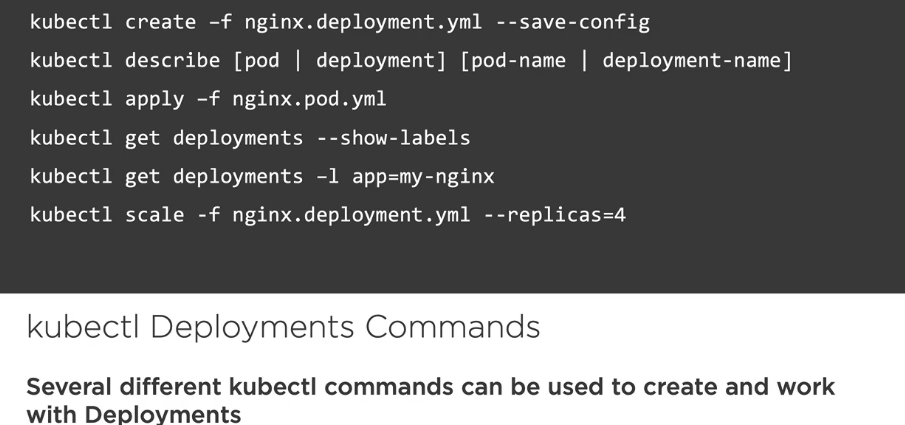 kubectl create –f nginx.deployment.yml --save-config
kubectl describe [pod | deployment] [pod-name | deployment-name]
kubectl apply –f nginx.pod.yml
kubectl get deployments --show-labels
kubectl get deployments –l app=my-nginx
kubectl scale -f nginx.deployment.yml --replicas=4
kubectl Deployments Commands
Several different kubectl commands can be used to create and work
with Deployments